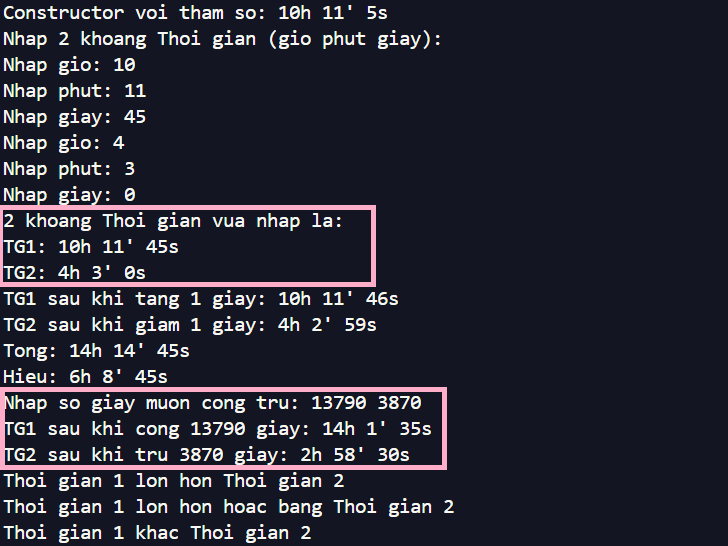 Constructor voi tham so: 10h 11' 5s
Nhap 2 khoang Thoi gian (gio phut giay):
Nhap gio: 10
Nhap phut: 11
Nhap giay: 45
Nhap gio: 4
Nhap phut: 3
Nhap giay: 0
2 khoang Thoi gian vua nhap la:
TG1: 10h 11' 45s
TG2: 4h 3' 0s
TG1 sau khi tang 1 giay: 10h 11' 46s
TG2 sau khi giam 1 giay: 4h 2' 59s
Tong: 14h 14' 45s
Hieu: 6h 8' 45s
Nhap so giay muon cong tru: 13790 3870
TG1 sau khi cong 13790 giay: 14h 1' 35s
TG2 sau khi tru 3870 giay: 2h 58' 30s
Thoi gian 1 lon hon Thoi gian 2
Thoi gian 1 lon hon hoac bang Thoi gian 2
Thoi gian 1 khac Thoi gian 2